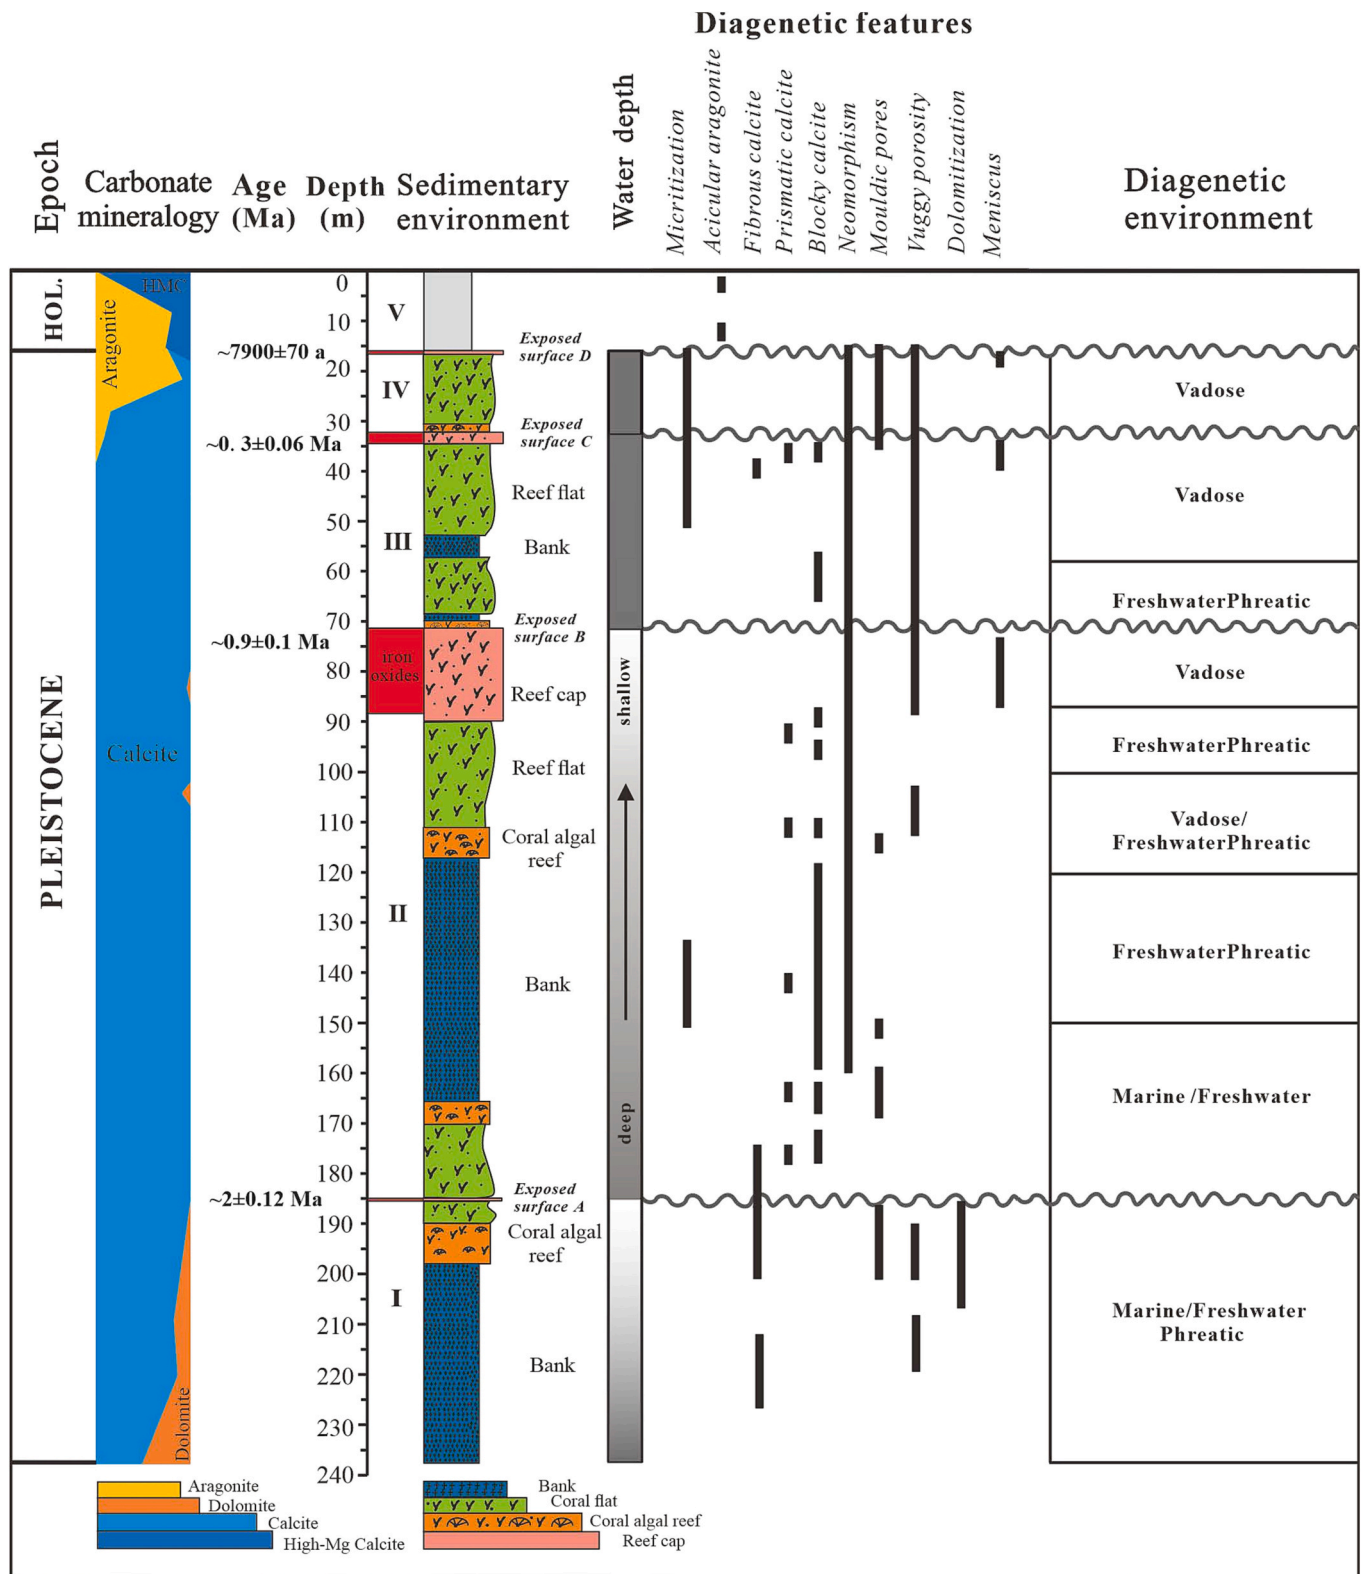 Diagenetic features
Epoch
Carbonate
mineralogy
Age
(Ma)
Depth
(m)
Sedimentary
environment
Water depth
Micritization
Acicular aragonite
Fibrous calcite
Prismatic calcite
Blocky calcite
Neomorphism
Mouldic pores
Vuggy porosity
Dolomitization
Meniscus
Diagenetic
environment
HOL.
PLEISTOCENE
HMC
Aragonite
Calcite
Dolomite
~7900±70 a
~0.3±0.06 Ma
~0.9±0.1 Ma
~2±0.12 Ma
0
10
20
30
40
50
60
70
80
90
100
110
120
130
140
150
160
170
180
190
200
210
220
230
240
V
IV
III
II
I
iron
oxides
Exposed
surface D
Exposed
surface C
Reef flat
Bank
Exposed
surface B
Reef cap
Reef flat
Coral algal
reef
Bank
Exposed
surface A
Coral algal
reef
Bank
shallow
deep
Vadose
Vadose
FreshwaterPhreatic
Vadose
FreshwaterPhreatic
Vadose/
FreshwaterPhreatic
FreshwaterPhreatic
Marine /Freshwater
Marine/Freshwater
Phreatic
Aragonite
Dolomite
Calcite
High-Mg Calcite
Bank
Coral flat
Coral algal reef
Reef cap